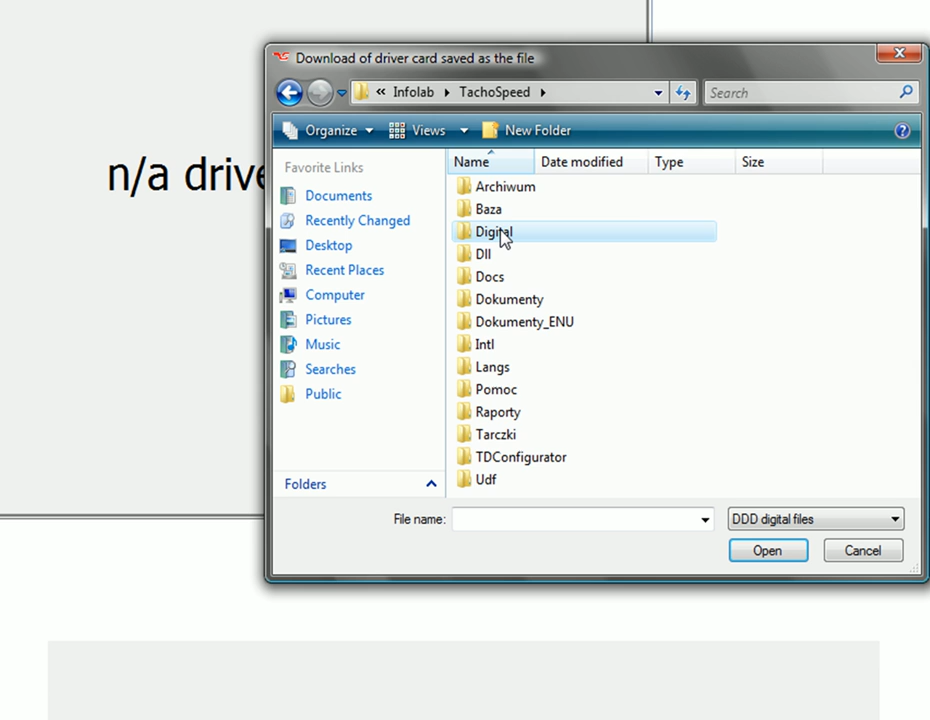 n/a drive
Download of driver card saved as the file
« Infolab ▸ TachoSpeed ▸
Search
Organize
Views
New Folder
Favorite Links
Documents
Recently Changed
Desktop
Recent Places
Computer
Pictures
Music
Searches
Public
Folders
Name Date modified Type Size
Archiwum
Baza
Digital
Dll
Docs
Dokumenty
Dokumenty_ENU
Intl
Langs
Pomoc
Raporty
Tarczki
TDConfigurator
Udf
File name:
DDD digital files
Open
Cancel